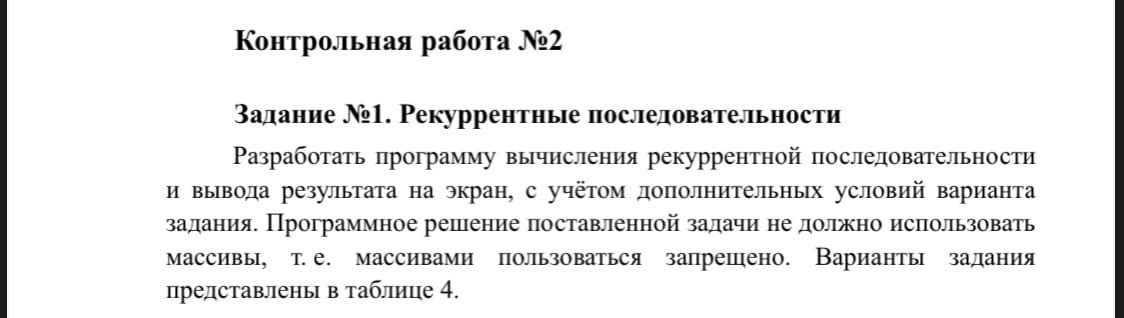 Контрольная работа №2
Задание №1. Рекуррентные последовательности
Разработать программу вычисления рекуррентной последовательности
и вывода результата на экран, с учётом дополнительных условий варианта
задания. Программное решение поставленной задачи не должно использовать
массивы, т. е. массивами пользоваться запрещено. Варианты задания
представлены в таблице 4.